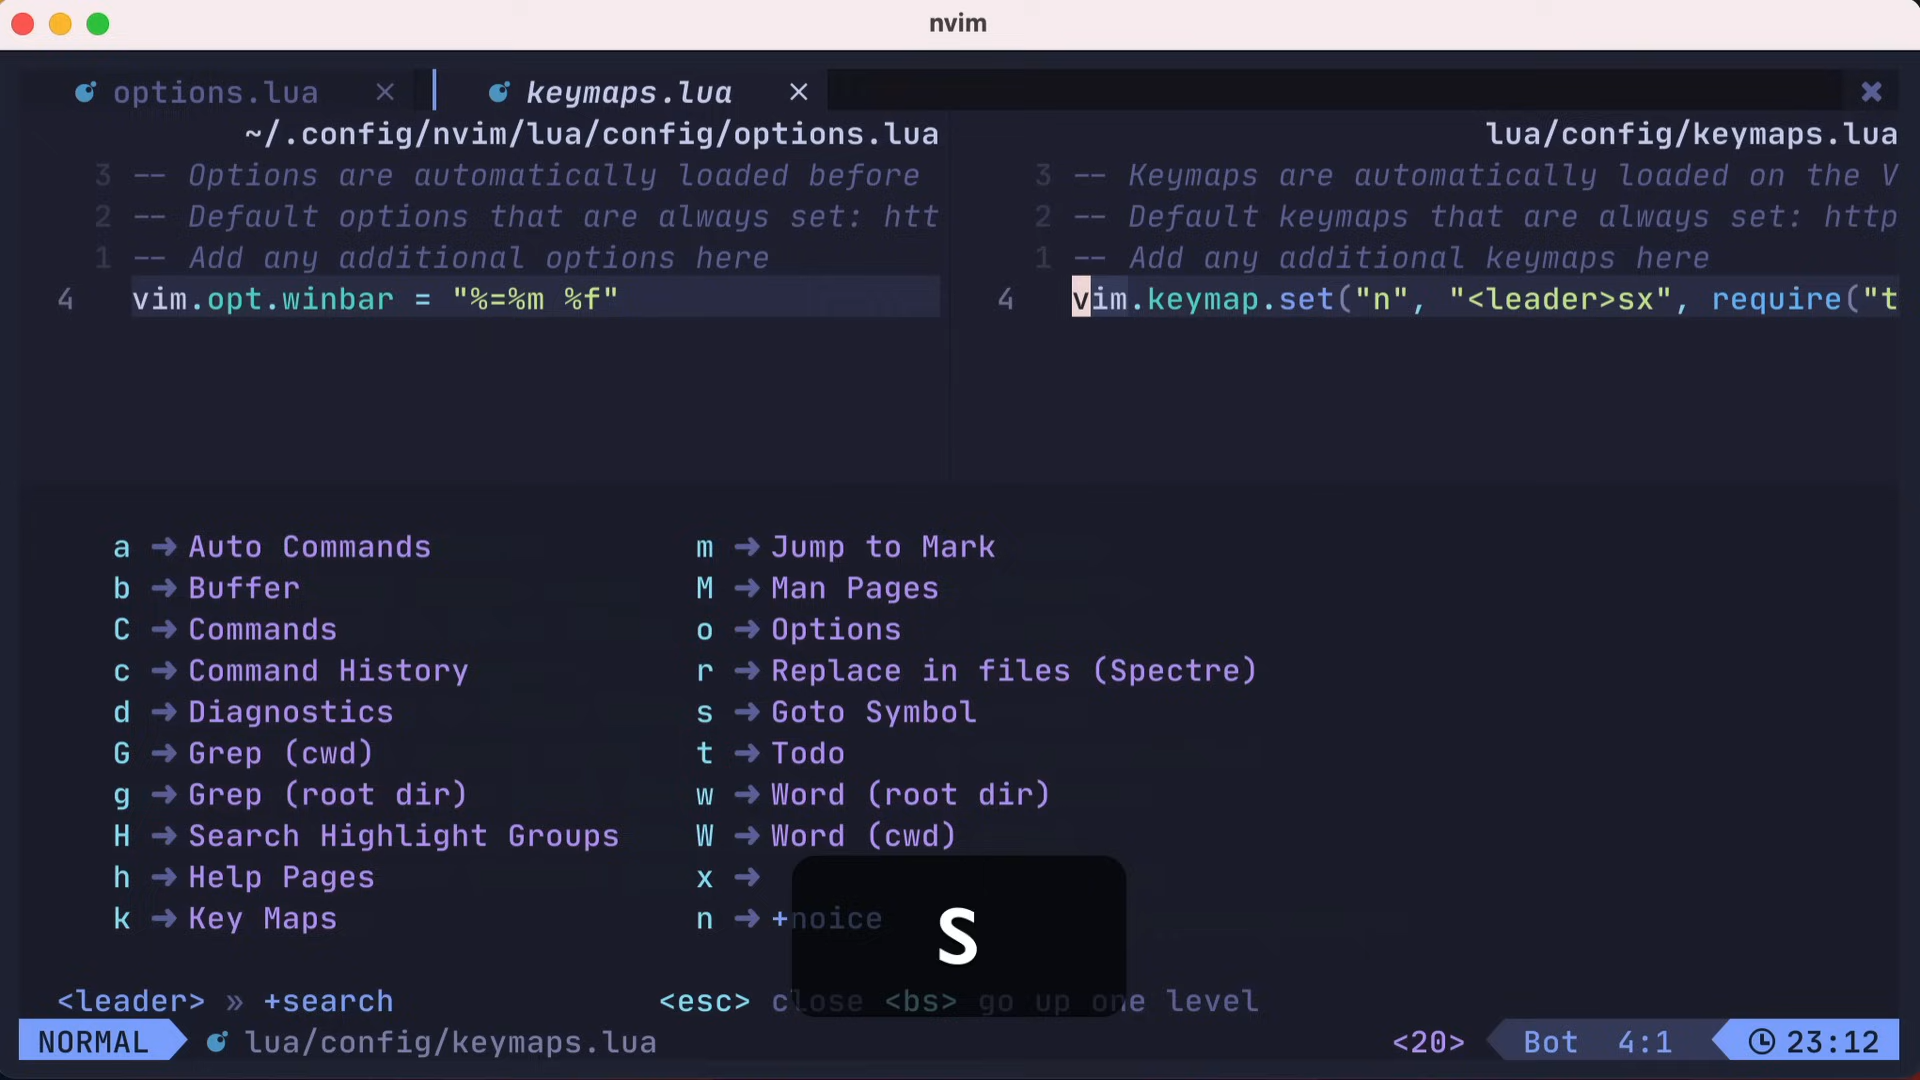 nvim
options.lua × keymaps.lua ×
~/.config/nvim/lua/config/options.lua
3 -- Options are automatically loaded before
2 -- Default options that are always set: htt
1 -- Add any additional options here
4 vim.opt.winbar = "%=%m %f"
lua/config/keymaps.lua
3 -- Keymaps are automatically loaded on the V
2 -- Default keymaps that are always set: http
1 -- Add any additional keymaps here
4 vim.keymap.set("n", "<leader>sx", require("t
a → Auto Commands
b → Buffer
C → Commands
c → Command History
d → Diagnostics
G → Grep (cwd)
g → Grep (root dir)
H → Search Highlight Groups
h → Help Pages
k → Key Maps
m → Jump to Mark
M → Man Pages
o → Options
r → Replace in files (Spectre)
s → Goto Symbol
t → Todo
w → Word (root dir)
W → Word (cwd)
x →
n → +noice
s
<leader> » +search <esc> close <bs> go up one level
NORMAL lua/config/keymaps.lua <20> Bot 4:1 23:12